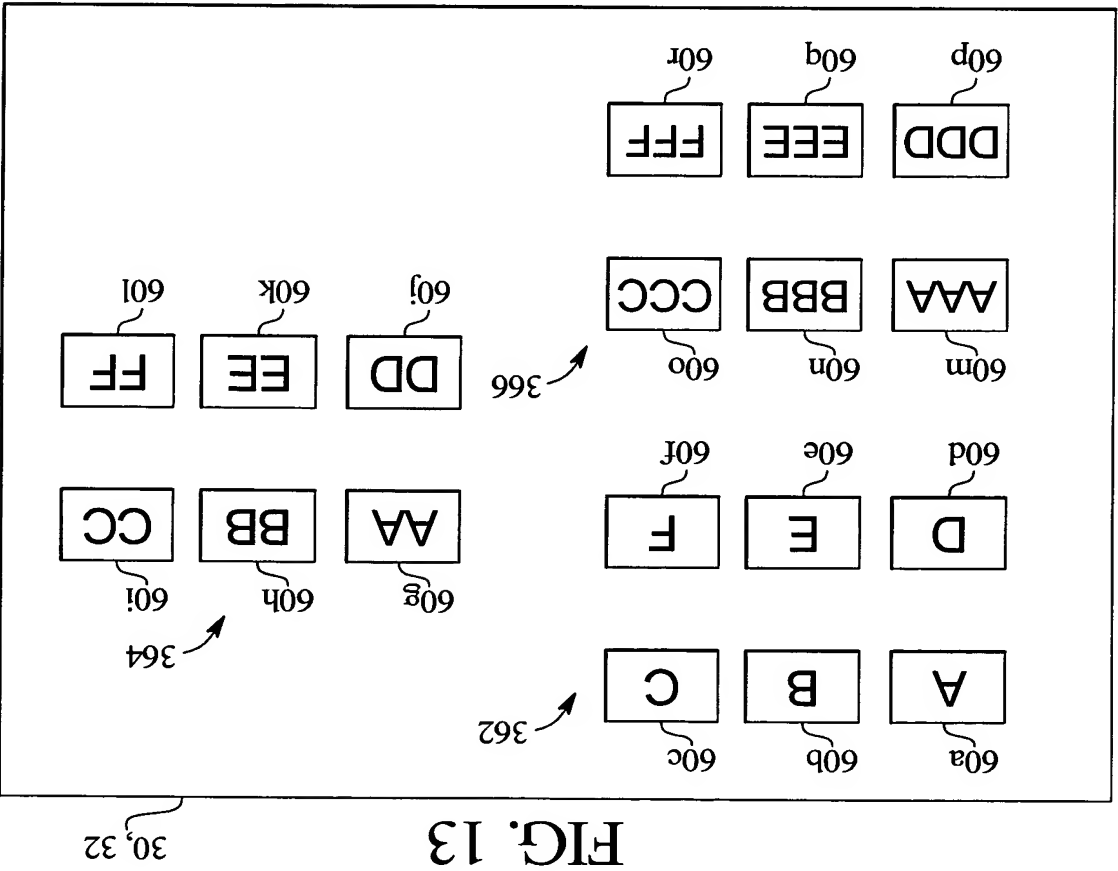 FIG. 13
30, 32
60a 60b 60c
362
A B C
D E F
60d 60e 60f
364
60g 60h 60i
AA BB CC
DD EE FF
60j 60k 60l
366
60m 60n 60o
AAA BBB CCC
DDD EEE FFF
60p 60q 60r